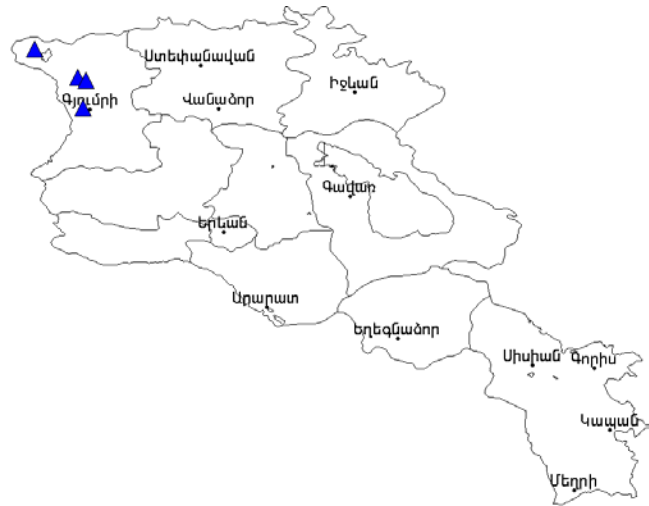 Ստեփանավան
Իջևան
Գյումրի
Վանաձոր
Գավառ
Երևան
Արարատ
Եղեգնաձոր
Սիսիան
Գորիս
Կապան
Մեղրի